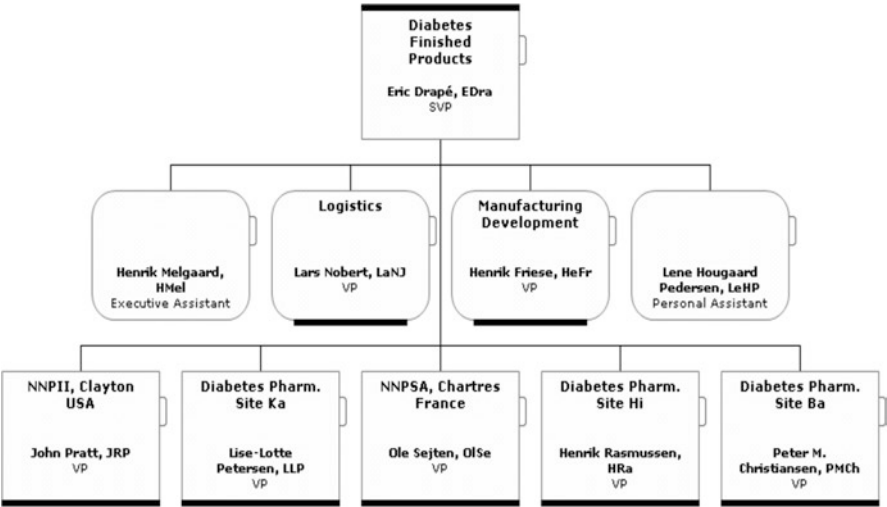 Diabetes
Finished
Products
Eric Drapé, EDra
SVP
Henrik Melgaard,
HMel
Executive Assistant
Logistics
Lars Nobert, LaNJ
VP
Manufacturing
Development
Henrik Friese, HeFr
VP
Lene Hougaard
Pedersen, LeHP
Personal Assistant
NNPII, Clayton
USA
John Pratt, JRP
VP
Diabetes Pharm.
Site Ka
Lise-Lotte
Petersen, LLP
VP
NNPSA, Chartres
France
Ole Sejten, OlSe
VP
Diabetes Pharm.
Site Hi
Henrik Rasmussen,
HRa
VP
Diabetes Pharm.
Site Ba
Peter M.
Christiansen, PMCh
VP